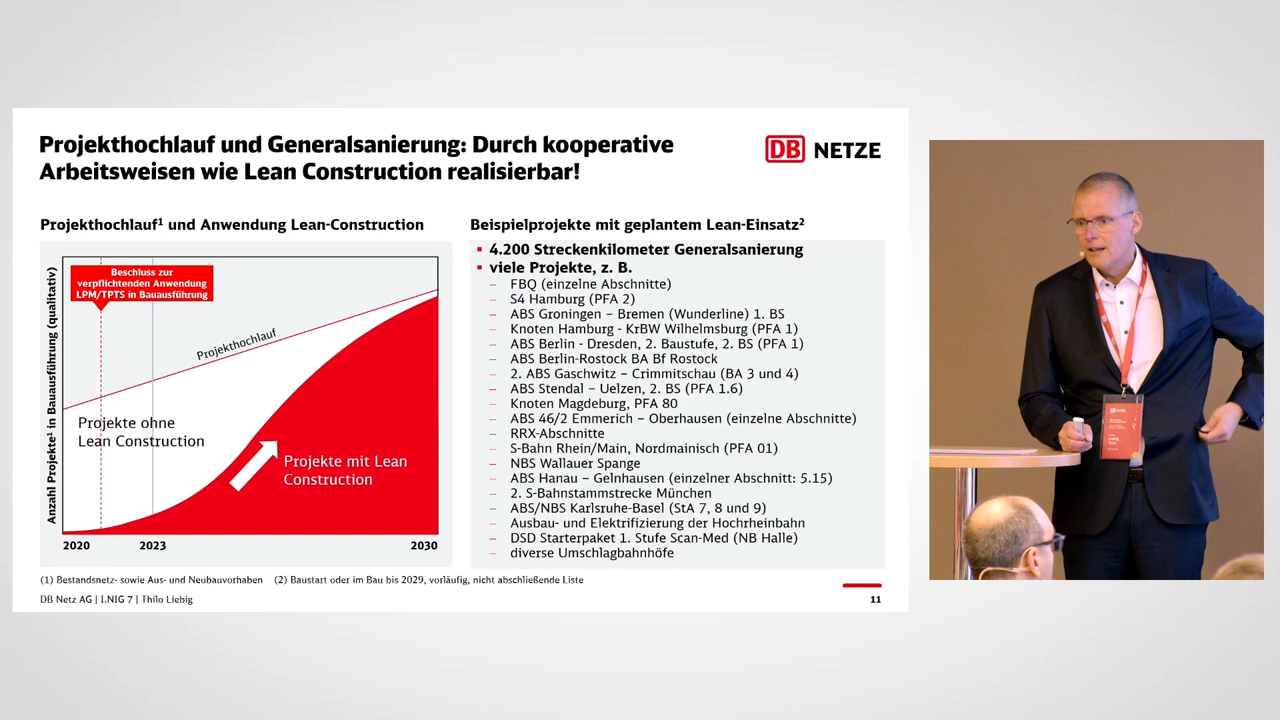 Projekthochlauf und Generalsanierung: Durch kooperative
Arbeitsweisen wie Lean Construction realisierbar!
DB NETZE
Projekthochlauf¹ und Anwendung Lean-Construction
Anzahl Projekte¹ in Bauausführung (qualitativ)
Beschluss zur
verpflichtenden Anwendung
LPM/TPTS in Bauausführung
Projekthochlauf
Projekte ohne
Lean Construction
Projekte mit Lean
Construction
2020 2023 2030
Beispielprojekte mit geplantem Lean-Einsatz²
▪ 4.200 Streckenkilometer Generalsanierung
▪ viele Projekte, z. B.
– FBQ (einzelne Abschnitte)
– S4 Hamburg (PFA 2)
– ABS Groningen – Bremen (Wunderline) 1. BS
– Knoten Hamburg - KrBW Wilhelmsburg (PFA 1)
– ABS Berlin - Dresden, 2. Baustufe, 2. BS (PFA 1)
– ABS Berlin-Rostock BA Bf Rostock
– 2. ABS Gaschwitz – Crimmitschau (BA 3 und 4)
– ABS Stendal – Uelzen, 2. BS (PFA 1.6)
– Knoten Magdeburg, PFA 80
– ABS 46/2 Emmerich – Oberhausen (einzelne Abschnitte)
– RRX-Abschnitte
– S-Bahn Rhein/Main, Nordmainisch (PFA 01)
– NBS Wallauer Spange
– ABS Hanau – Gelnhausen (einzelner Abschnitt: 5.15)
– 2. S-Bahnstammstrecke München
– ABS/NBS Karlsruhe-Basel (StA 7, 8 und 9)
– Ausbau- und Elektrifizierung der Hochrheinbahn
– DSD Starterpaket 1. Stufe Scan-Med (NB Halle)
– diverse Umschlagbahnhöfe
(1) Bestandsnetz- sowie Aus- und Neubauvorhaben (2) Baustart oder im Bau bis 2029, vorläufig, nicht abschließende Liste
DB Netz AG | I.NIG 7 | Thilo Liebig
11